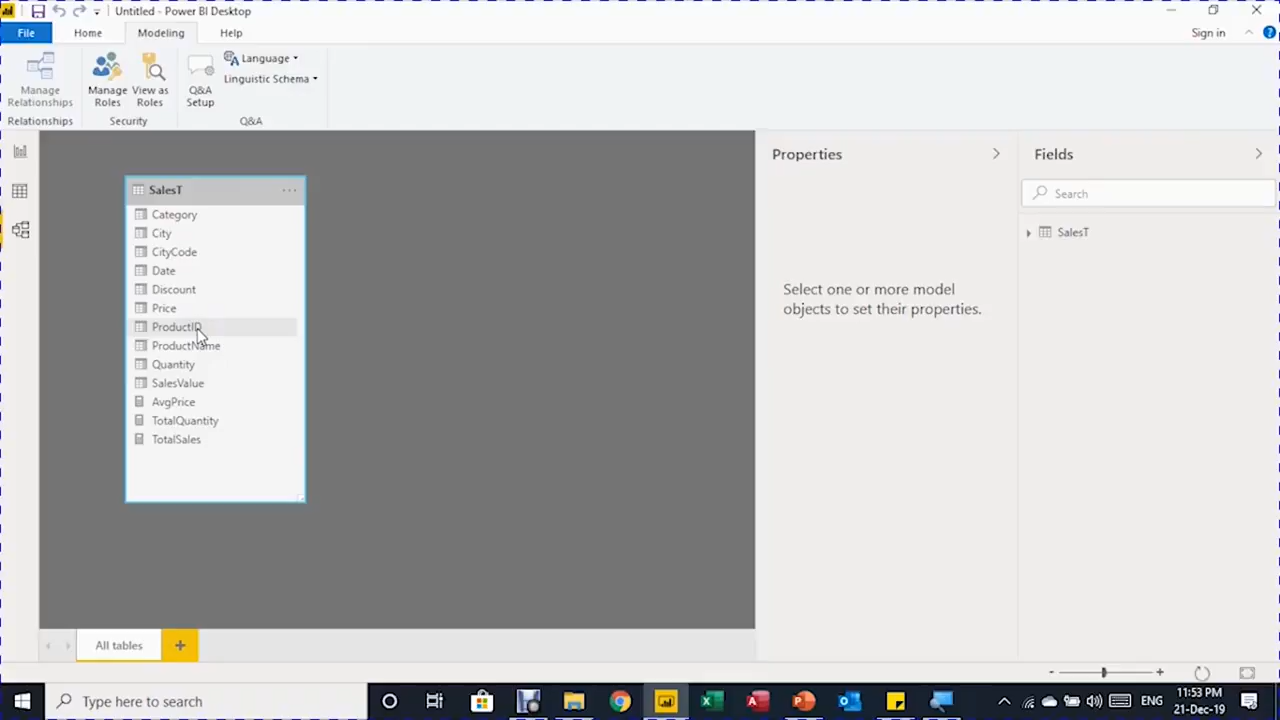 Untitled - Power BI Desktop
File
Home
Modeling
Help
Sign in
Manage Relationships
Manage Roles
View as Roles
Q&A Setup
Language
Linguistic Schema
Relationships
Security
Q&A
SalesT
Category
City
CityCode
Date
Discount
Price
ProductID
ProductName
Quantity
SalesValue
AvgPrice
TotalQuantity
TotalSales
Properties
Select one or more model
objects to set their properties.
Fields
Search
SalesT
All tables
Type here to search
ENG
11:53 PM
21-Dec-19